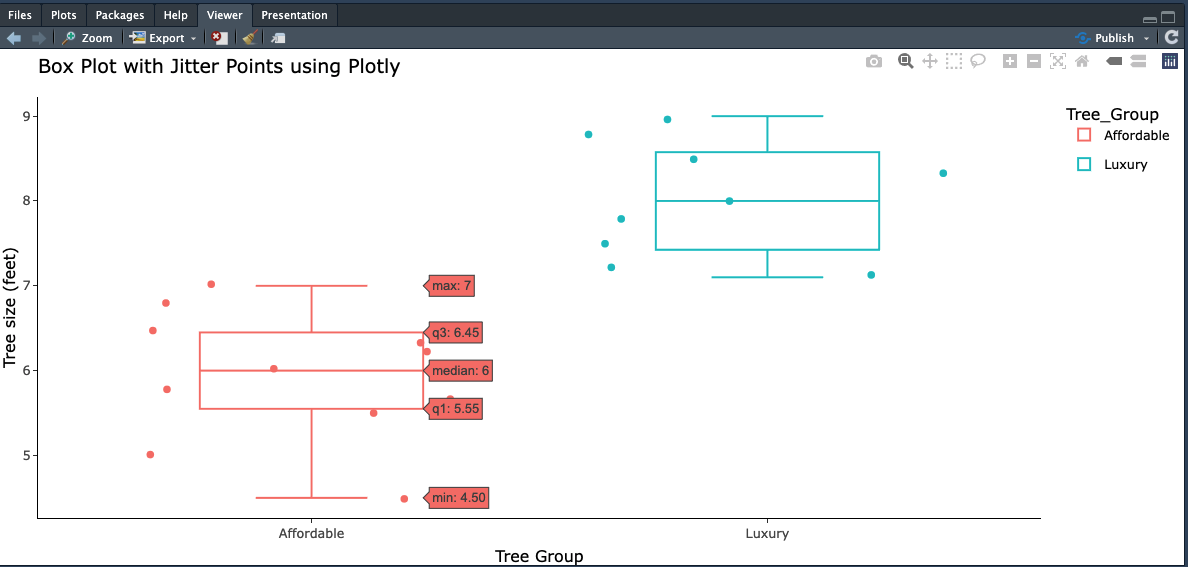 Files Plots Packages Help Viewer Presentation
Zoom Export Publish
Box Plot with Jitter Points using Plotly
Tree_Group
Affordable
Luxury
9
8
7
6
5
Tree size (feet)
max: 7
q3: 6.45
median: 6
q1: 5.55
min: 4.50
Affordable Luxury
Tree Group